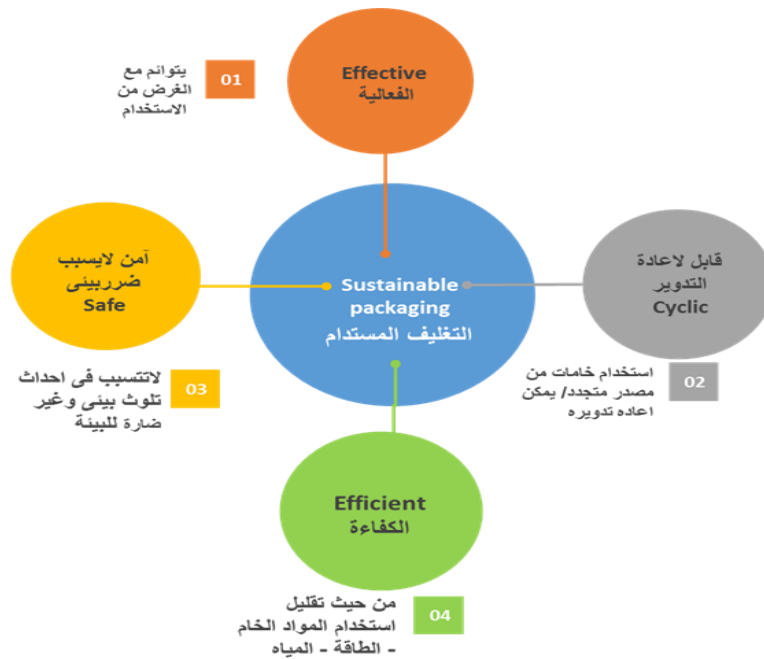 Effective
الفعالية
01
يتوائم مع
الغرض من
الاستخدام
Sustainable
packaging
التغليف المستدام
قابل لاعادة
التدوير
Cyclic
02
استخدام خامات من
مصدر متجدد/ يمكن
اعاده تدويره
آمن لايسبب
ضرربيئى
Safe
03
لاتتسبب فى احداث
تلوث بيئى وغير
ضارة للبيئة
Efficient
الكفاءة
04
من حيث تقليل
استخدام المواد الخام
- الطاقة - المياه